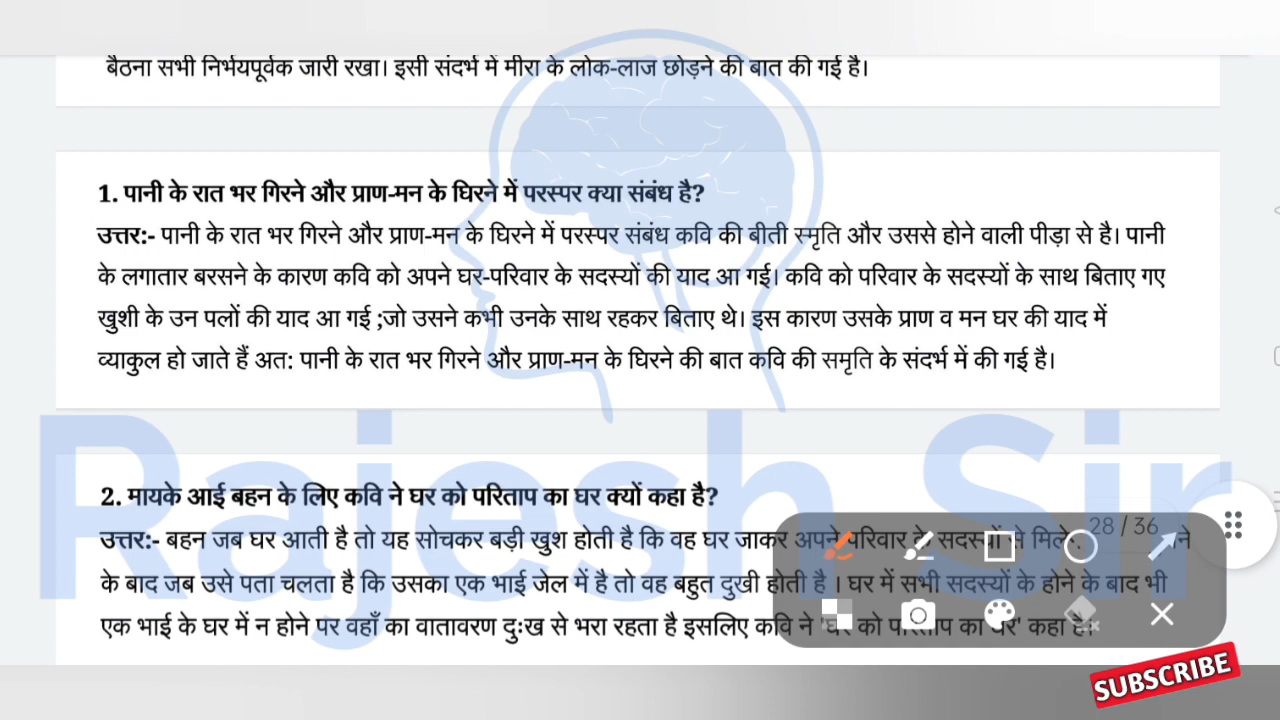 बैठना सभी निर्भयपूर्वक जारी रखा। इसी संदर्भ में मीरा के लोक-लाज छोड़ने की बात की गई है।
1. पानी के रात भर गिरने और प्राण-मन के घिरने में परस्पर क्या संबंध है?
उत्तर:- पानी के रात भर गिरने और प्राण-मन के घिरने में परस्पर संबंध कवि की बीती स्मृति और उससे होने वाली पीड़ा से है। पानी
के लगातार बरसने के कारण कवि को अपने घर-परिवार के सदस्यों की याद आ गई। कवि को परिवार के सदस्यों के साथ बिताए गए
खुशी के उन पलों की याद आ गई ;जो उसने कभी उनके साथ रहकर बिताए थे। इस कारण उसके प्राण व मन घर की याद में
व्याकुल हो जाते हैं अत: पानी के रात भर गिरने और प्राण-मन के घिरने की बात कवि की समृति के संदर्भ में की गई है।
Rajesh Sir
2. मायके आई बहन के लिए कवि ने घर को परिताप का घर क्यों कहा है?
उत्तर:- बहन जब घर आती है तो यह सोचकर बड़ी खुश होती है कि वह घर जाकर अपने परिवार के सदस्यों से
28 / 36
के बाद जब उसे पता चलता है कि उसका एक भाई जेल में है तो वह बहुत दुखी होती है । घर में सभी सदस्यों के होने के बाद भी
एक भाई के घर में न होने पर वहाँ का वातावरण दुःख से भरा रहता है इसलिए कवि ने 'घर को परिताप का घर' कहा है।
SUBSCRIBE